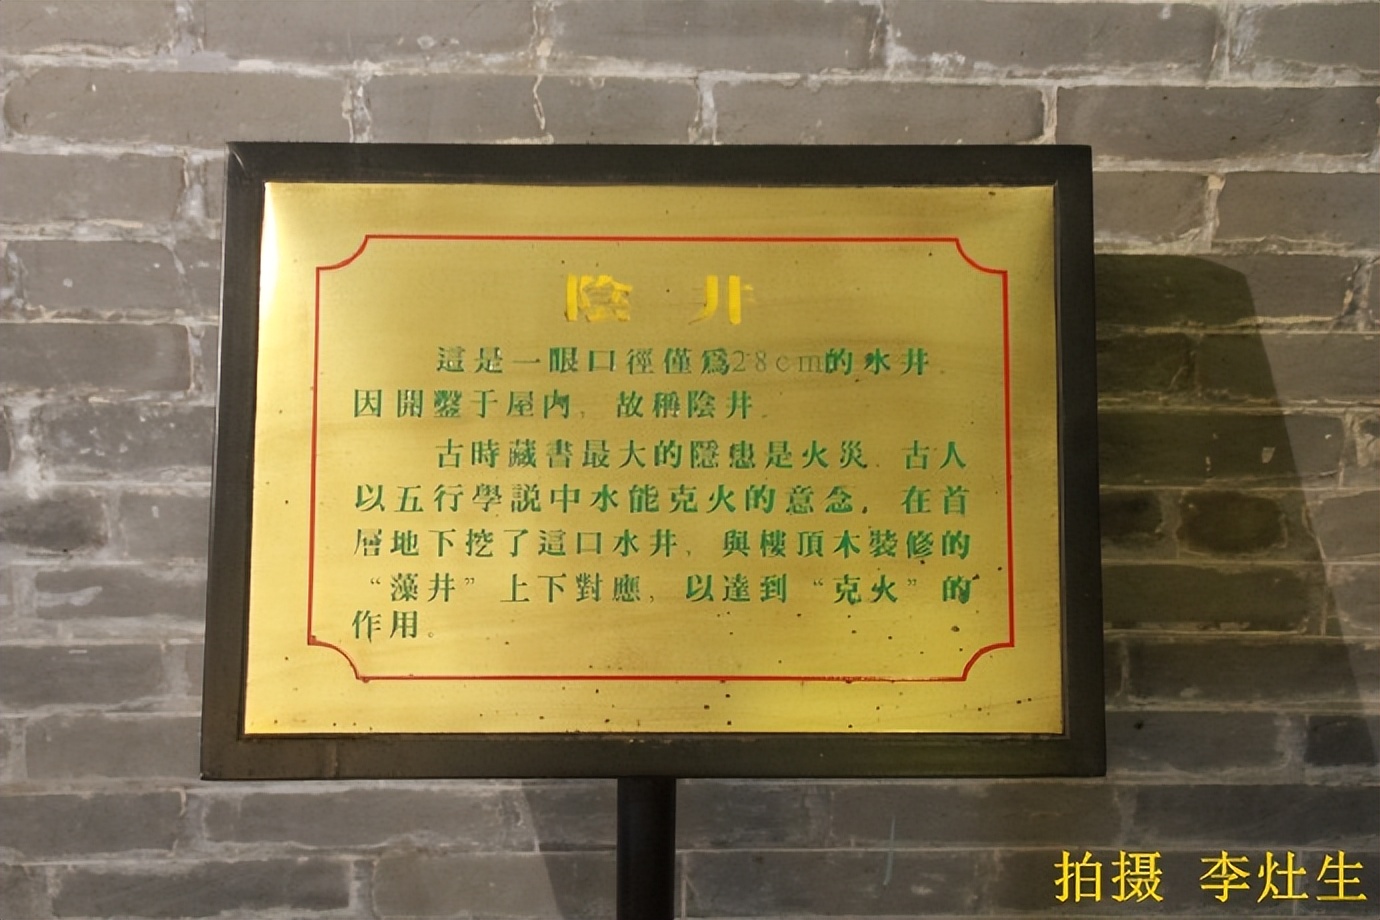 陰井
這是一眼口徑僅爲28cm的水井
因開鑿于屋內，故稱陰井
古時藏書最大的隱患是火災 古人
以五行學説中水能克火的意念，在首
層地下挖了這口水井，與樓頂木裝修的
“藻井”上下對應，以達到“克火”的
作用。
拍摄 李灶生